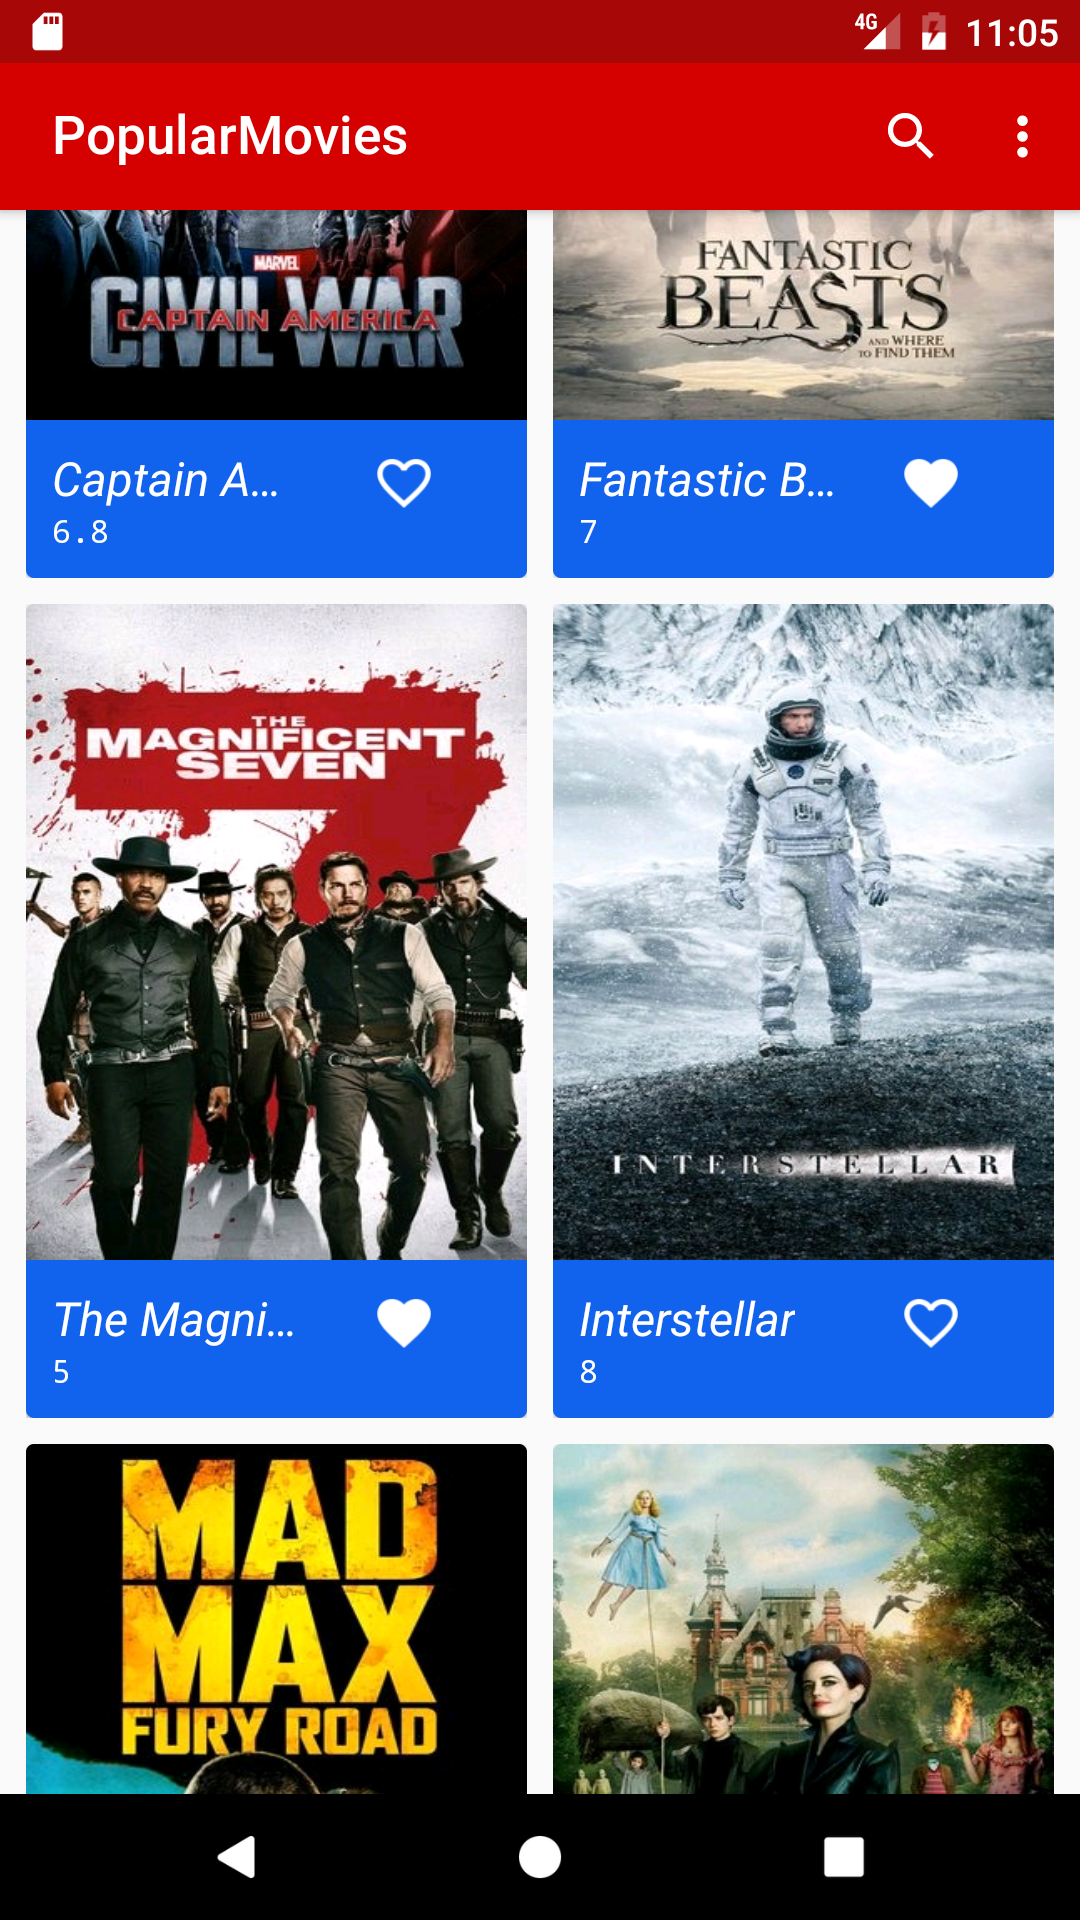 4G 11:05
PopularMovies
MARVEL
CIVIL WAR
CAPTAIN AMERICA
FANTASTIC
BEASTS
AND WHERE
TO FIND THEM
Captain A...
6.8
Fantastic B...
7
THE
MAGNIFICENT
SEVEN
INTERSTELLAR
The Magni...
5
Interstellar
8
MAD
MAX
FURY ROAD